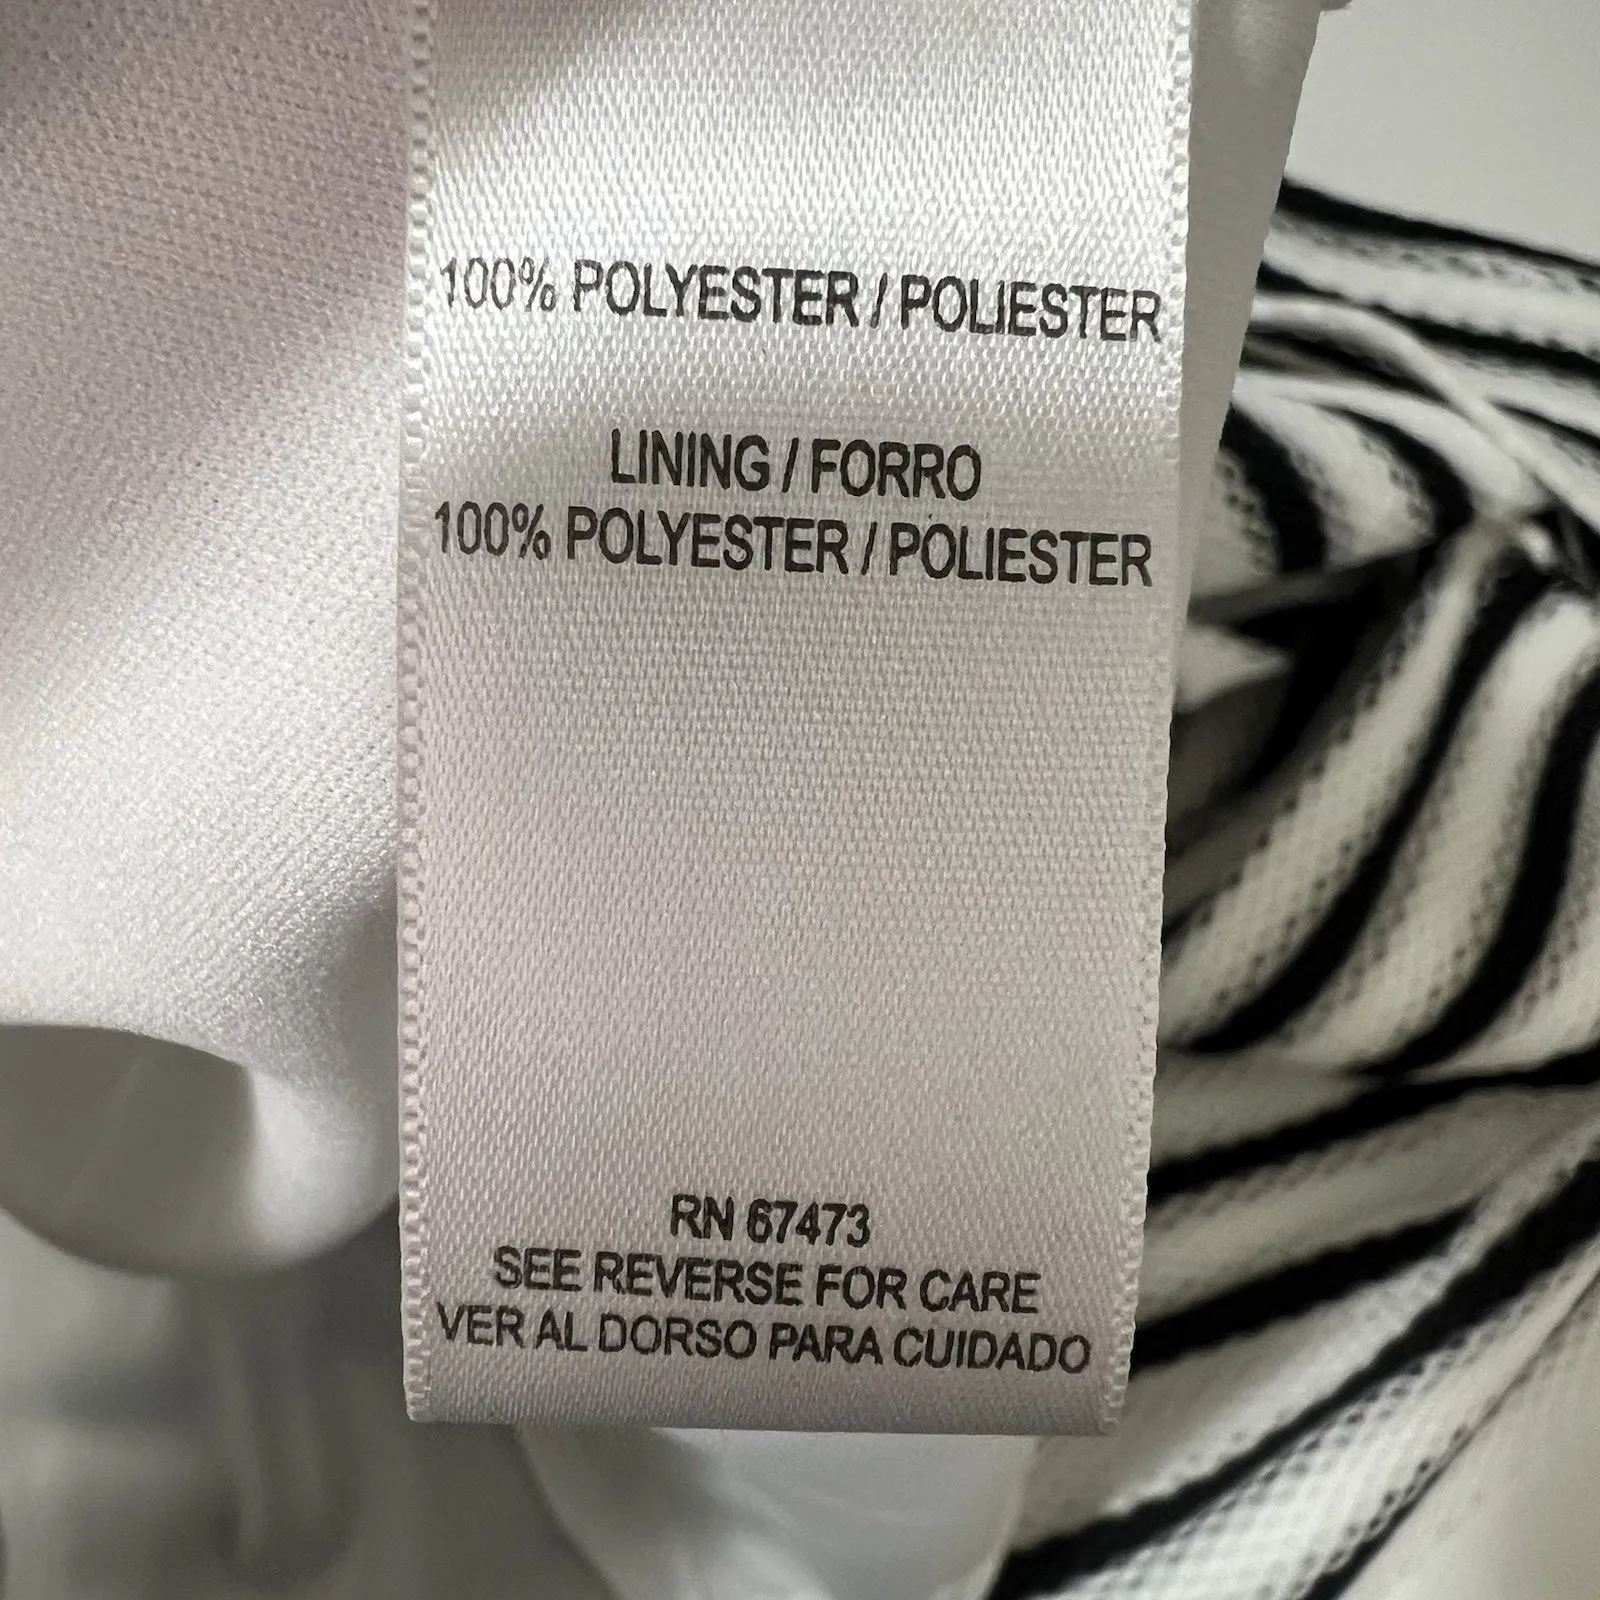 100% POLYESTER / POLIESTER
LINING / FORRO
100% POLYESTER / POLIESTER
RN 67473
SEE REVERSE FOR CARE
VER AL DORSO PARA CUIDADO